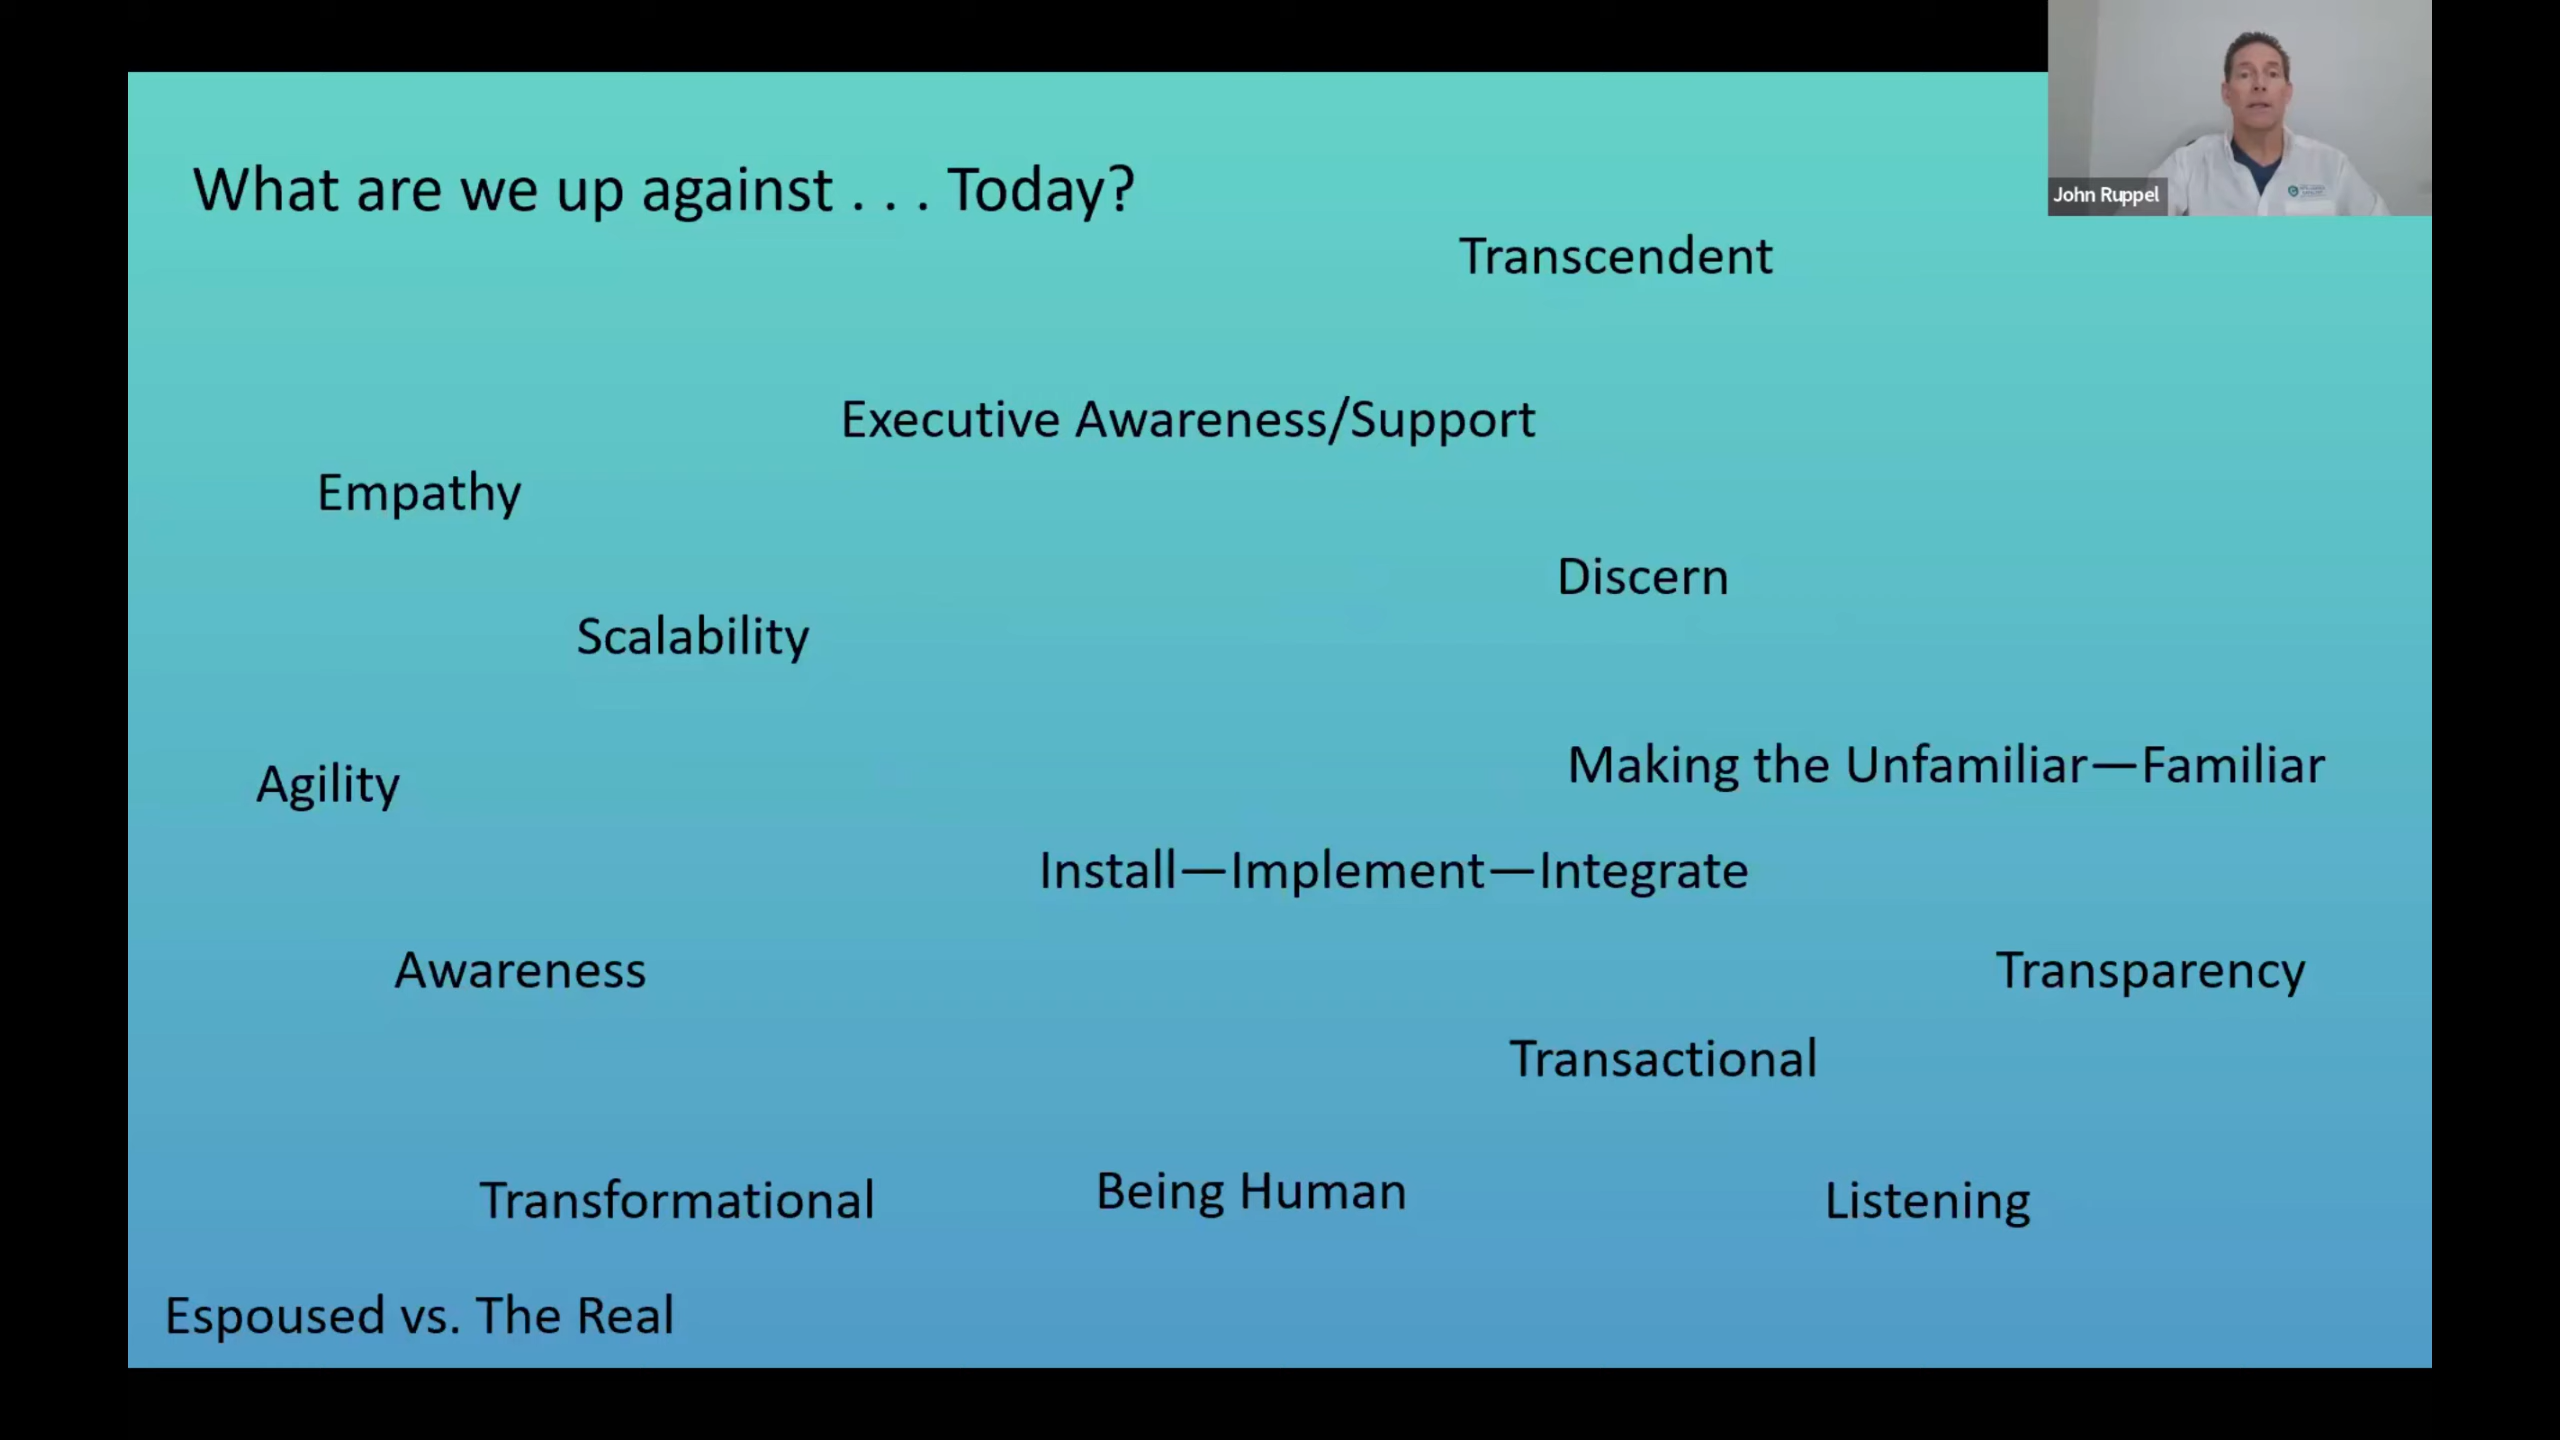 John Ruppel
What are we up against . . . Today?
Transcendent
Executive Awareness/Support
Empathy
Discern
Scalability
Making the Unfamiliar—Familiar
Agility
Install—Implement—Integrate
Awareness
Transparency
Transactional
Being Human
Transformational
Listening
Espoused vs. The Real